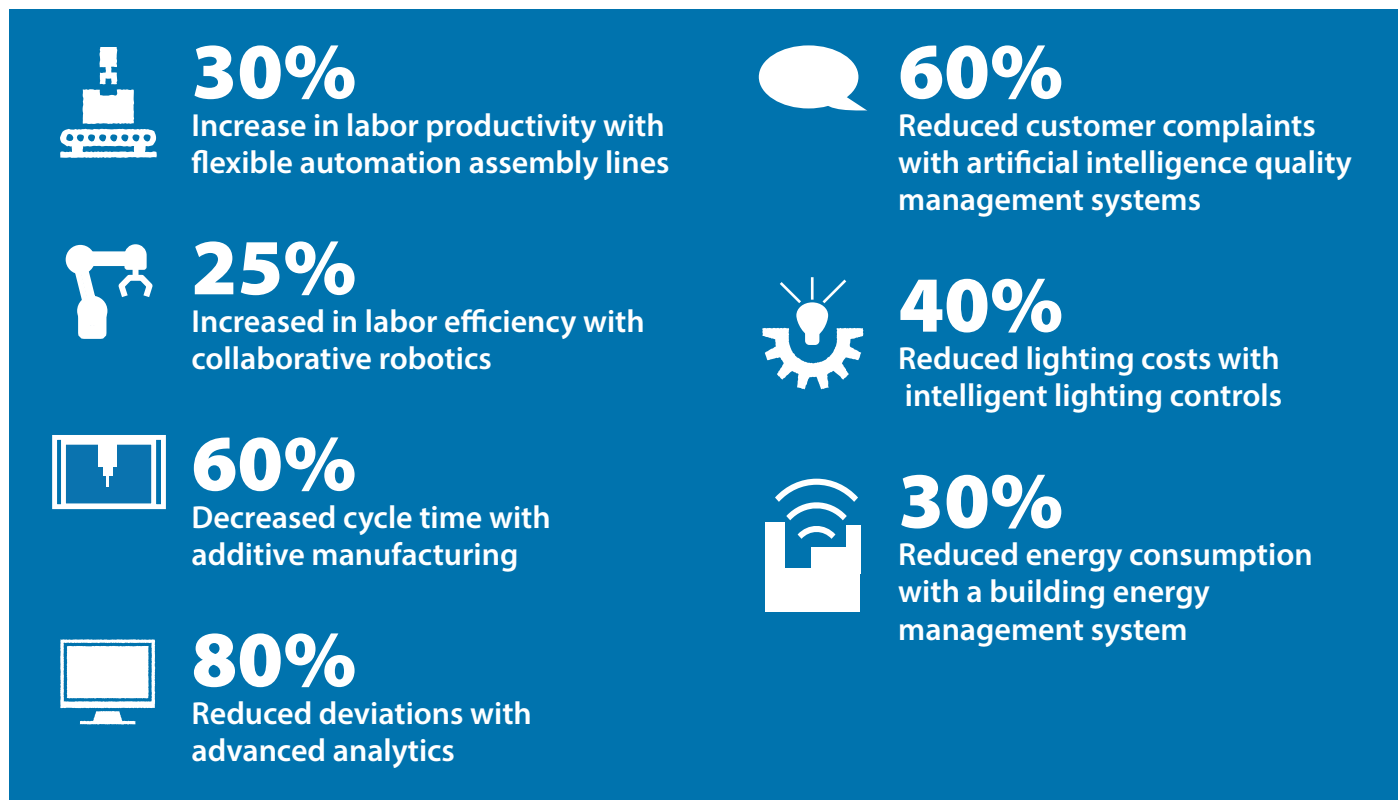 30%
Increase in labor productivity with
flexible automation assembly lines
25%
Increased in labor efficiency with
collaborative robotics
60%
Decreased cycle time with
additive manufacturing
80%
Reduced deviations with
advanced analytics
60%
Reduced customer complaints
with artificial intelligence quality
management systems
40%
Reduced lighting costs with
intelligent lighting controls
30%
Reduced energy consumption
with a building energy
management system